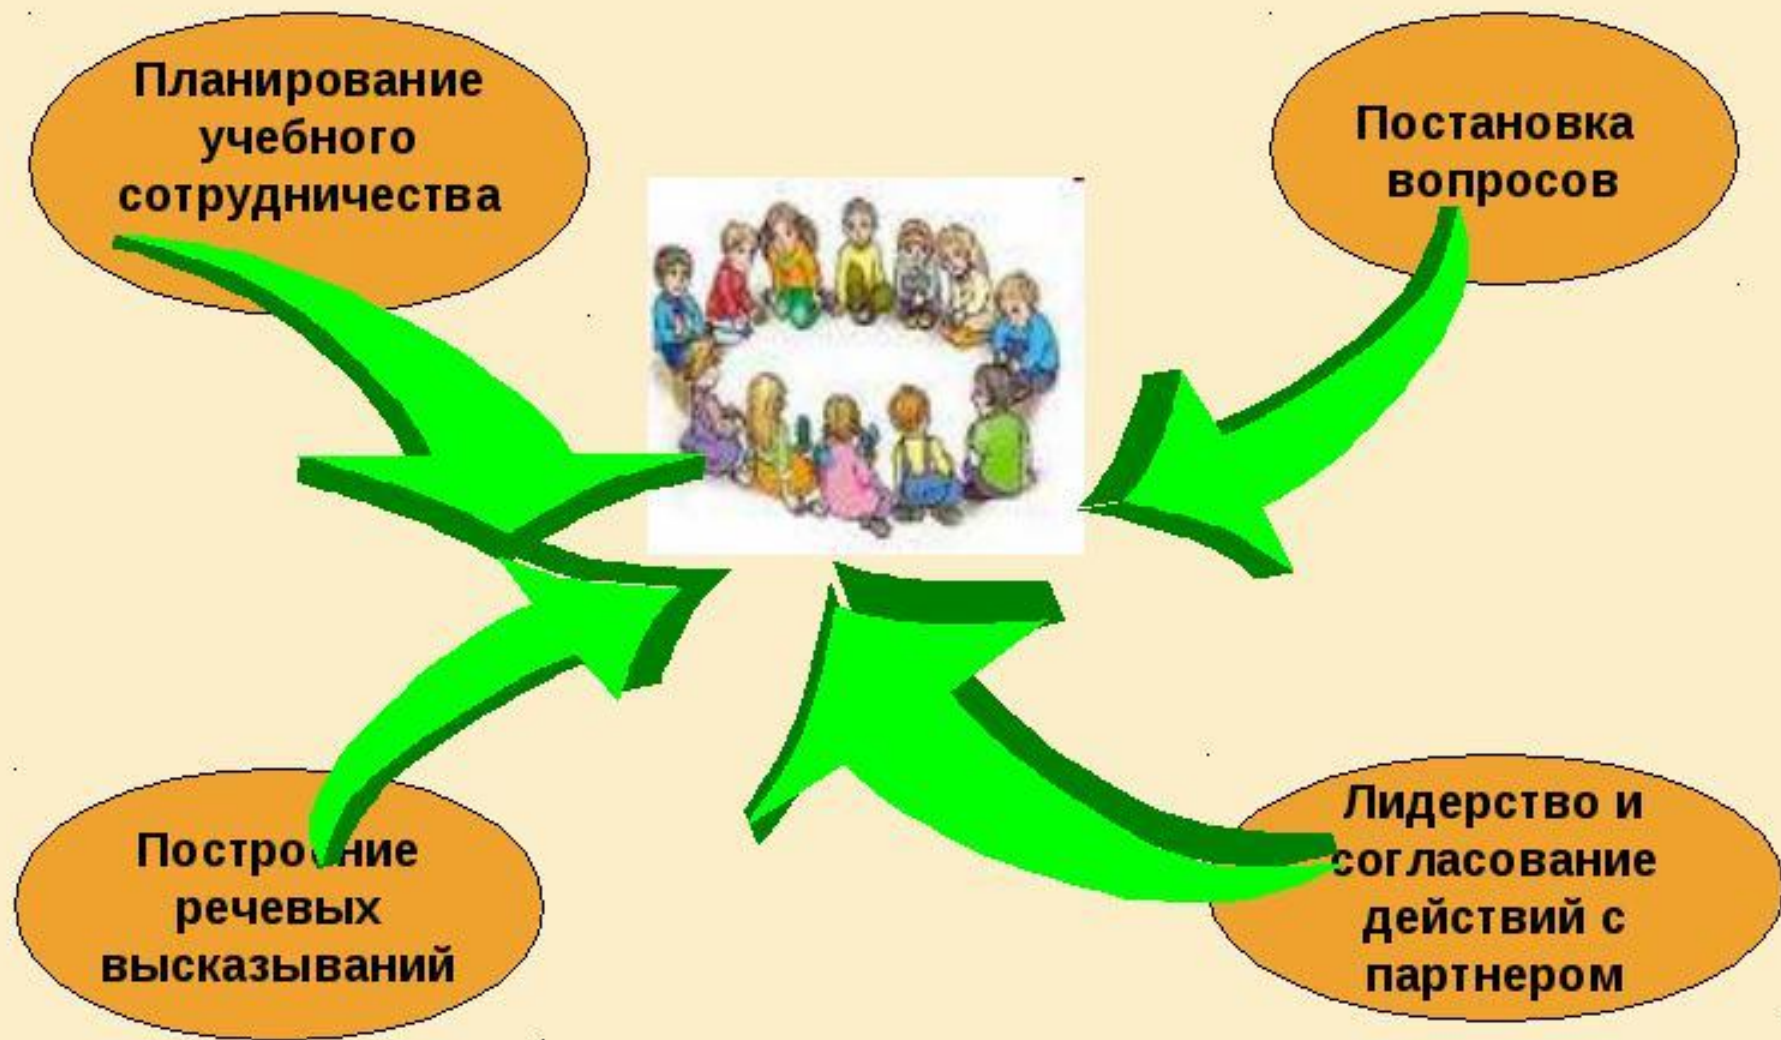 Планирование
учебного
сотрудничества
Постановка
вопросов
Построение
речевых
высказываний
Лидерство и
согласование
действий с
партнером